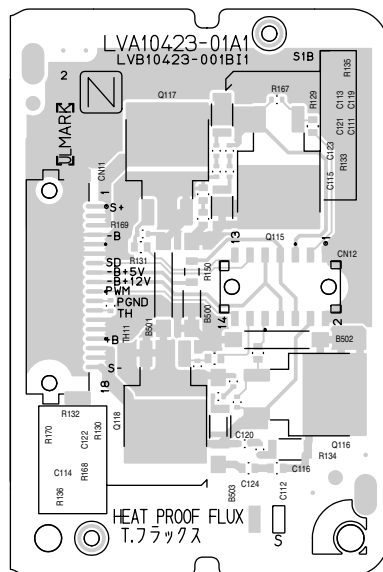 LVA10423-01A1
LVB10423-001BI1
S1B
2
Z
R135
Q117
R167
R129
C113
C119
C121
C111
ULMARK
C123
R133
CN11
C115
1
S+
R169
-B
13
Q115
1
CN12
SD
R131
-B+5V
R150
-B+12V
PWM
PGND
TH
B501
B500
14
2
TH11
+B
B502
S-
18
R132
R170
C122
R130
Q118
C120
Q116
R134
C114
R168
C116
C124
R136
B503
C112
HEAT PROOF FLUX
T.フラックス
S